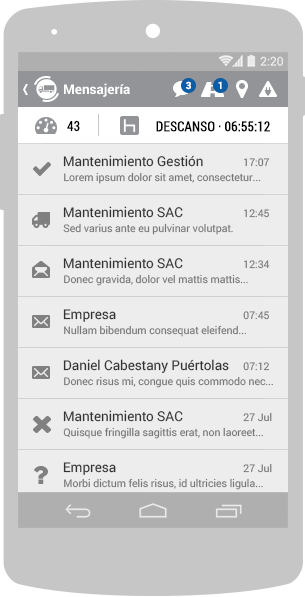 2:20
Mensajería
3
1
43
DESCANSO · 06:55:12
Mantenimiento Gestión 17:07
Lorem ipsum dolor sit amet, consectetur...
Mantenimiento SAC 12:45
Sed varius ante eu pulvinar volutpat.
Mantenimiento SAC 12:34
Donec gravida, dolor vel mattis mattis...
Empresa 07:45
Nullam bibendum consequat eleifend...
Daniel Cabestany Puértolas 07:12
Donec risus mi, congue quis commodo nec...
Mantenimiento SAC 27 Jul
Quisque fringilla sagittis erat, non laoreet...
Empresa 27 Jul
Morbi dictum felis risus, id ultricies ligula...